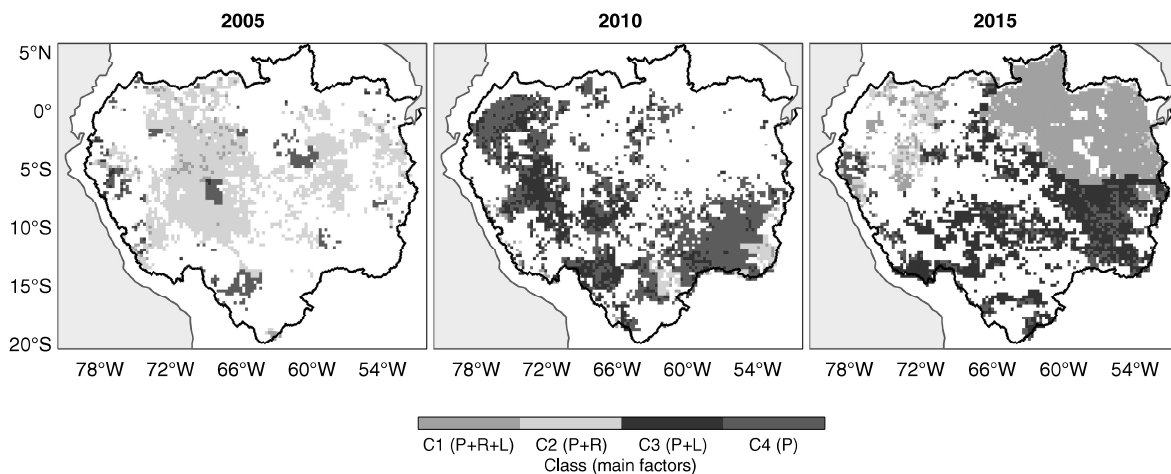 2005 2010 2015
5°N
0°
5°S
10°S
15°S
20°S
78°W 72°W 66°W 60°W 54°W 78°W 72°W 66°W 60°W 54°W 78°W 72°W 66°W 60°W 54°W
C1 (P+R+L) C2 (P+R) C3 (P+L) C4 (P)
Class (main factors)